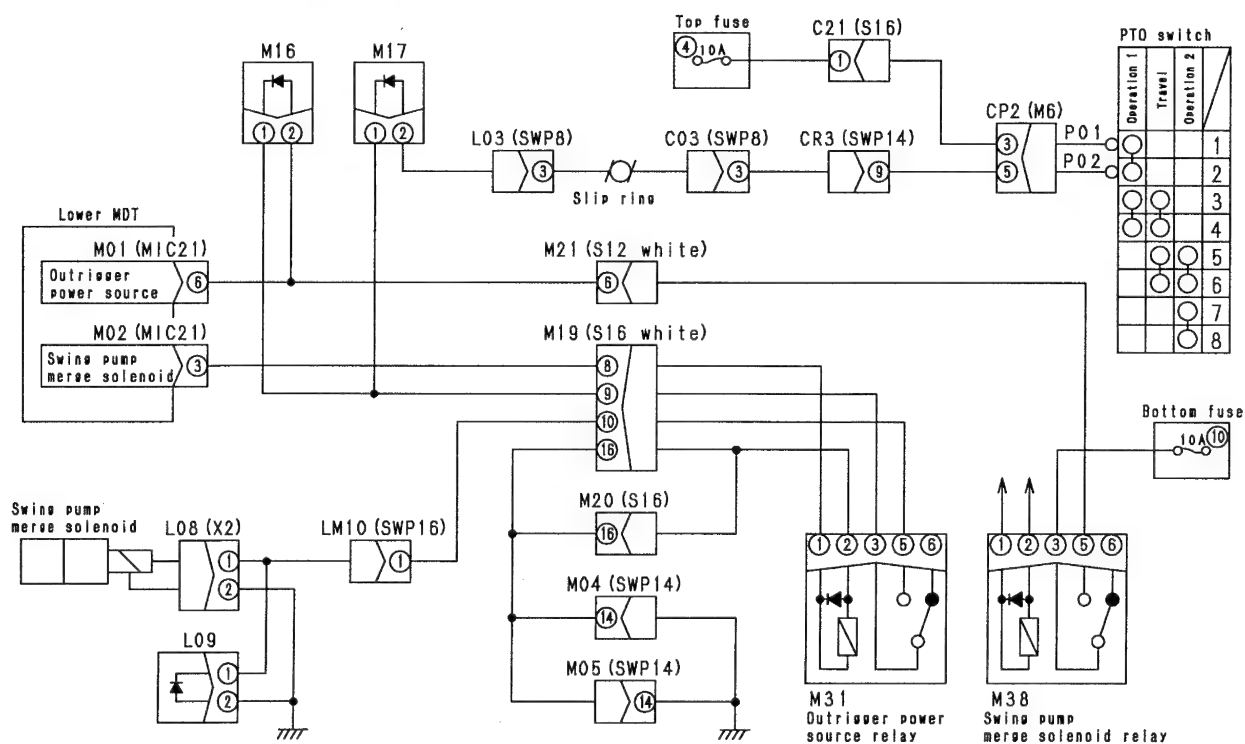 Top fuse
④ 10A
C21 (S16)
①
PTO switch
Operation 1
Travel
Operation 2
1
2
3
4
5
6
7
8
M16
① ②
M17
① ②
L03 (SWP8)
③
Slip ring
C03 (SWP8)
③
CR3 (SWP14)
⑨
CP2 (M6)
③
⑤
P01
P02
Lower MDT
M01 (MIC21)
Outrigger
power source
⑥
M21 (S12 white)
⑥
M02 (MIC21)
Swing pump
merge solenoid
③
M19 (S16 white)
⑧
⑨
⑩
⑯
Bottom fuse
10A ⑩
Swing pump
merge solenoid
L08 (X2)
①
②
LM10 (SWP16)
①
M20 (S16)
⑯
L09
①
②
M04 (SWP14)
⑭
M05 (SWP14)
⑭
① ② ③ ⑤ ⑥
M31
Outrigger power
source relay
① ② ③ ⑤ ⑥
M38
Swing pump
merge solenoid relay